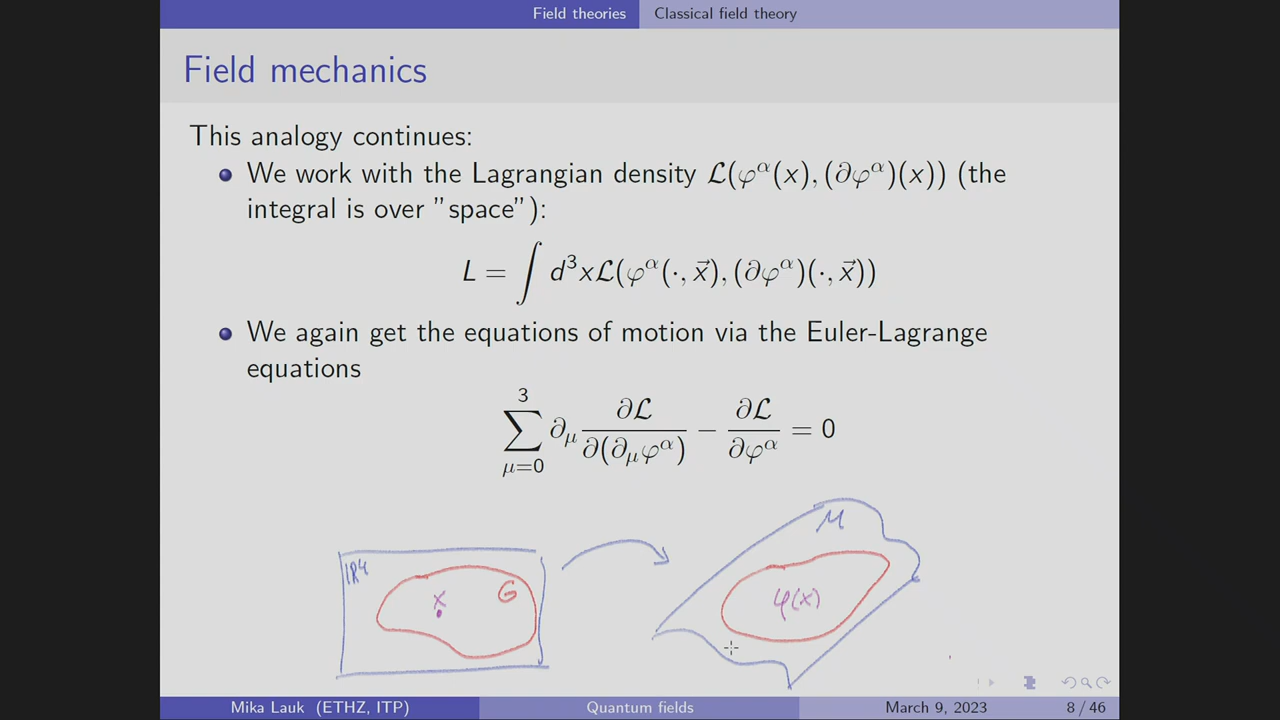 Field theories Classical field theory
Field mechanics
This analogy continues:
We work with the Lagrangian density ℒ(φ^α(x), (∂φ^α)(x)) (the
integral is over ”space”):
L = ∫ d³xℒ(φ^α(·, x⃗), (∂φ^α)(·, x⃗))
We again get the equations of motion via the Euler-Lagrange
equations
∑_{μ=0}^{3} ∂_μ ∂ℒ/∂(∂_μφ^α) − ∂ℒ/∂φ^α = 0
M
ℝ⁴
x G
φ(x)
Mika Lauk (ETHZ, ITP) Quantum fields March 9, 2023 8 / 46